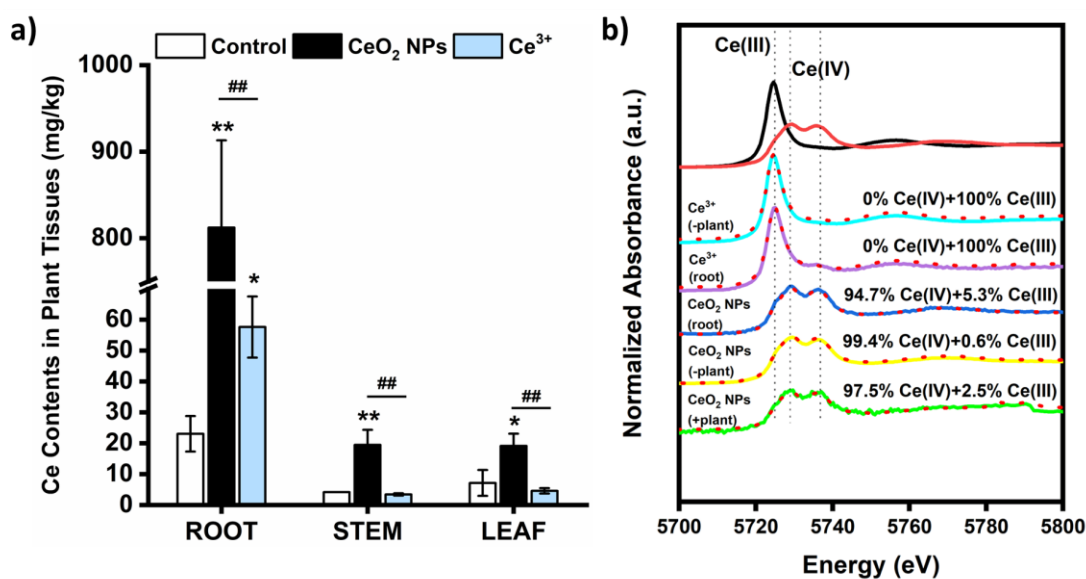 a)
Control CeO₂ NPs Ce³⁺
Ce Contents in Plant Tissues (mg/kg)
1000
900
800
60
50
40
30
20
10
0
##
**
*
##
**
##
*
ROOT STEM LEAF
b)
Ce(III)
Ce(IV)
Normalized Absorbance (a.u.)
Ce³⁺
(-plant)
0% Ce(IV)+100% Ce(III)
Ce³⁺
(root)
0% Ce(IV)+100% Ce(III)
CeO₂ NPs
(root)
94.7% Ce(IV)+5.3% Ce(III)
CeO₂ NPs
(-plant)
99.4% Ce(IV)+0.6% Ce(III)
CeO₂ NPs
(+plant)
97.5% Ce(IV)+2.5% Ce(III)
5700 5720 5740 5760 5780 5800
Energy (eV)